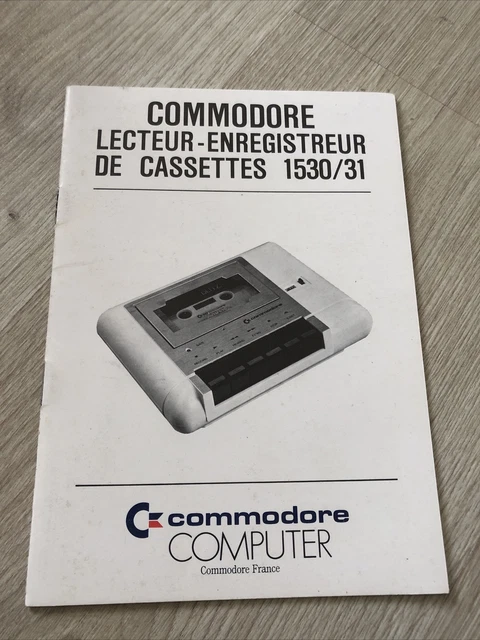 COMMODORE
LECTEUR-ENREGISTREUR
DE CASSETTES 1530/31
commodore
COMPUTER
Commodore France